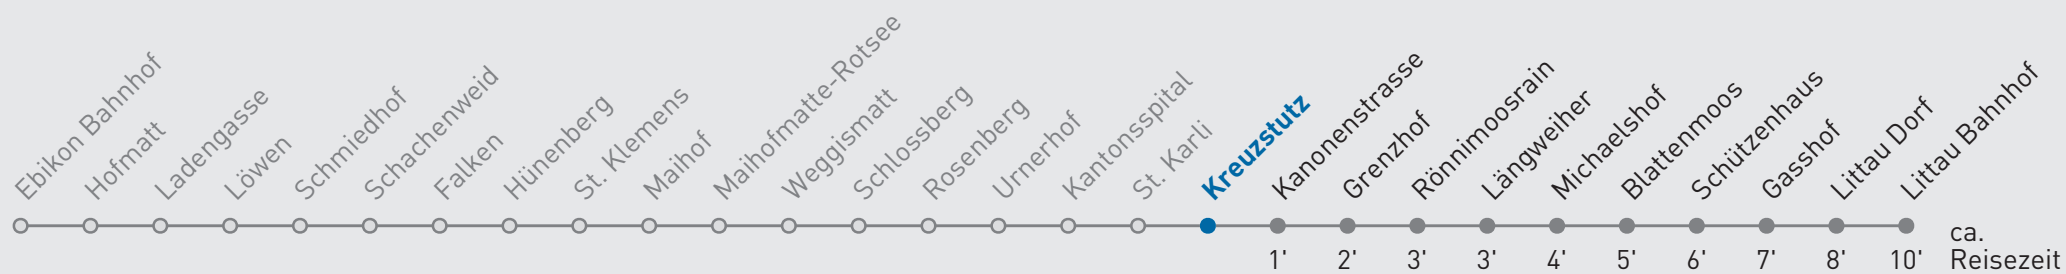 Ebikon Bahnhof
Hofmatt
Ladengasse
Löwen
Schmiedhof
Schachenweid
Falken
Hünenberg
St. Klemens
Maihof
Maihofmatte-Rotsee
Weggismatt
Schlossberg
Rosenberg
Urnerhof
Kantonsspital
St. Karli
Kreuzstutz
Kanonenstrasse
Grenzhof
Rönnimoosrain
Längweiher
Michaelshof
Blattenmoos
Schützenhaus
Gasshof
Littau Dorf
Littau Bahnhof
1' 2' 3' 3' 4' 5' 6' 7' 8' 10'
ca.
Reisezeit